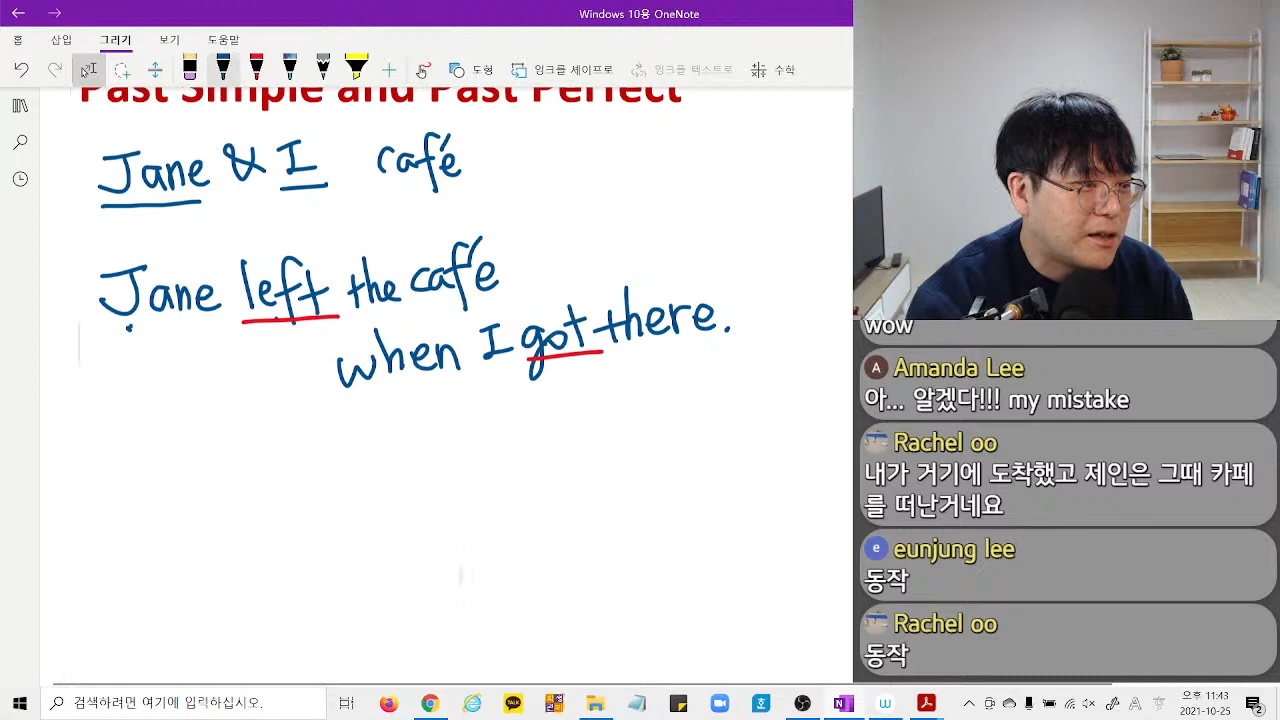 Windows 10용 OneNote
홈 삽입 그리기 보기 도움말
도형 잉크를 셰이프로 잉크를 텍스트로 수학
Past Simple and Past Perfect
Jane & I café
Jane left the café
when I got there.
wow
A Amanda Lee
아... 알겠다!!! my mistake
Rachel oo
내가 거기에 도착했고 제인은 그때 카페
를 떠난거네요
e eunjung lee
동작
Rachel oo
동작
검색하려면 여기에 입력하십시오.
TALK
오후 11:43
2021-10-25